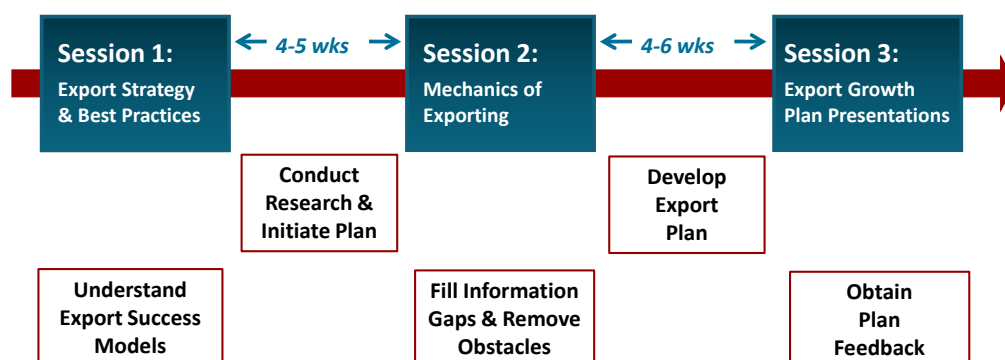 Session 1:
Export Strategy
& Best Practices
4-5 wks
Session 2:
Mechanics of
Exporting
4-6 wks
Session 3:
Export Growth
Plan Presentations
Conduct
Research &
Initiate Plan
Develop
Export
Plan
Understand
Export Success
Models
Fill Information
Gaps & Remove
Obstacles
Obtain
Plan
Feedback